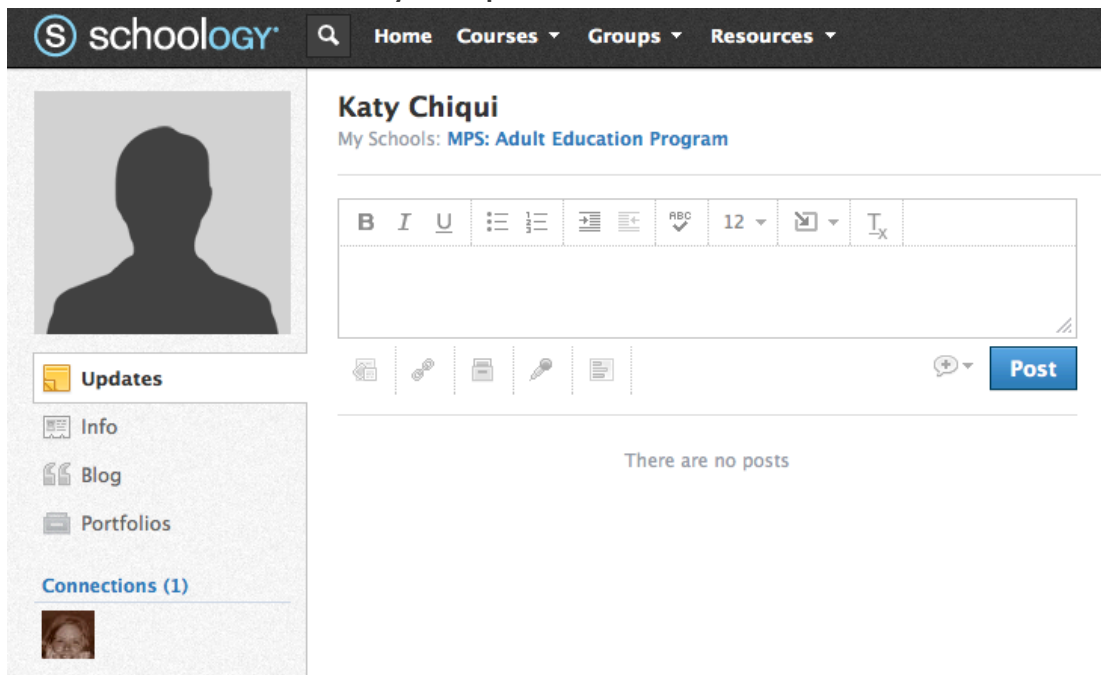 schoology Home Courses Groups Resources
Katy Chiqui
My Schools: MPS: Adult Education Program
B I U ABC 12 Tx
Post
Updates
Info
Blog
Portfolios
There are no posts
Connections (1)